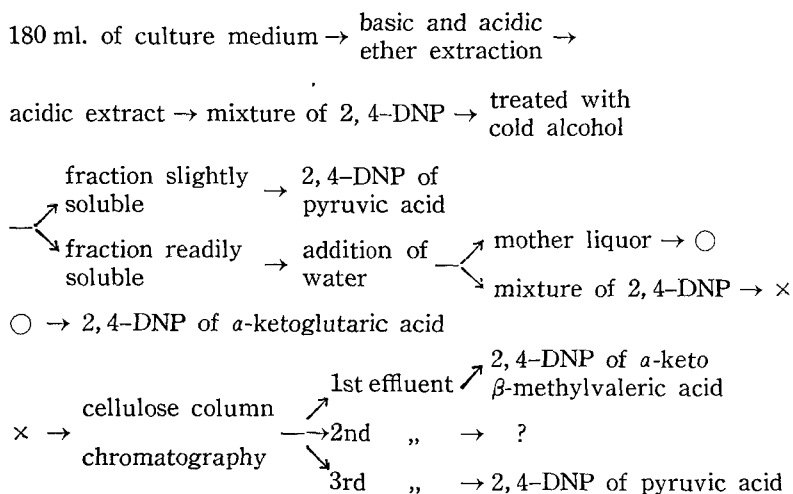 180 ml. of culture medium → basic and acidic ether extraction →
acidic extract → mixture of 2, 4-DNP → treated with cold alcohol
fraction slightly soluble → 2, 4-DNP of pyruvic acid
fraction readily soluble → addition of water
mother liquor → ○
mixture of 2, 4-DNP → ×
○ → 2, 4-DNP of α-ketoglutaric acid
× → cellulose column chromatography
1st effluent 2, 4-DNP of α-keto β-methylvaleric acid
2nd „ → ?
3rd „ → 2, 4-DNP of pyruvic acid